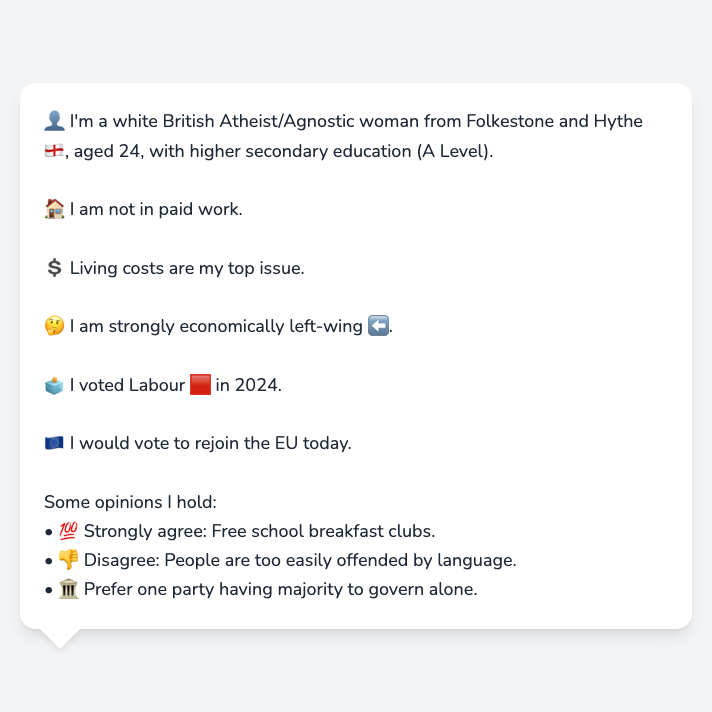 👤 I'm a white British Atheist/Agnostic woman from Folkestone and Hythe
🏴󠁧󠁢󠁥󠁮󠁧󠁿, aged 24, with higher secondary education (A Level).
🏠 I am not in paid work.
💲 Living costs are my top issue.
🤔 I am strongly economically left-wing ⬅️.
🗳️ I voted Labour 🟥 in 2024.
🇪🇺 I would vote to rejoin the EU today.
Some opinions I hold:
• 💯 Strongly agree: Free school breakfast clubs.
• 👎 Disagree: People are too easily offended by language.
• 🏛️ Prefer one party having majority to govern alone.